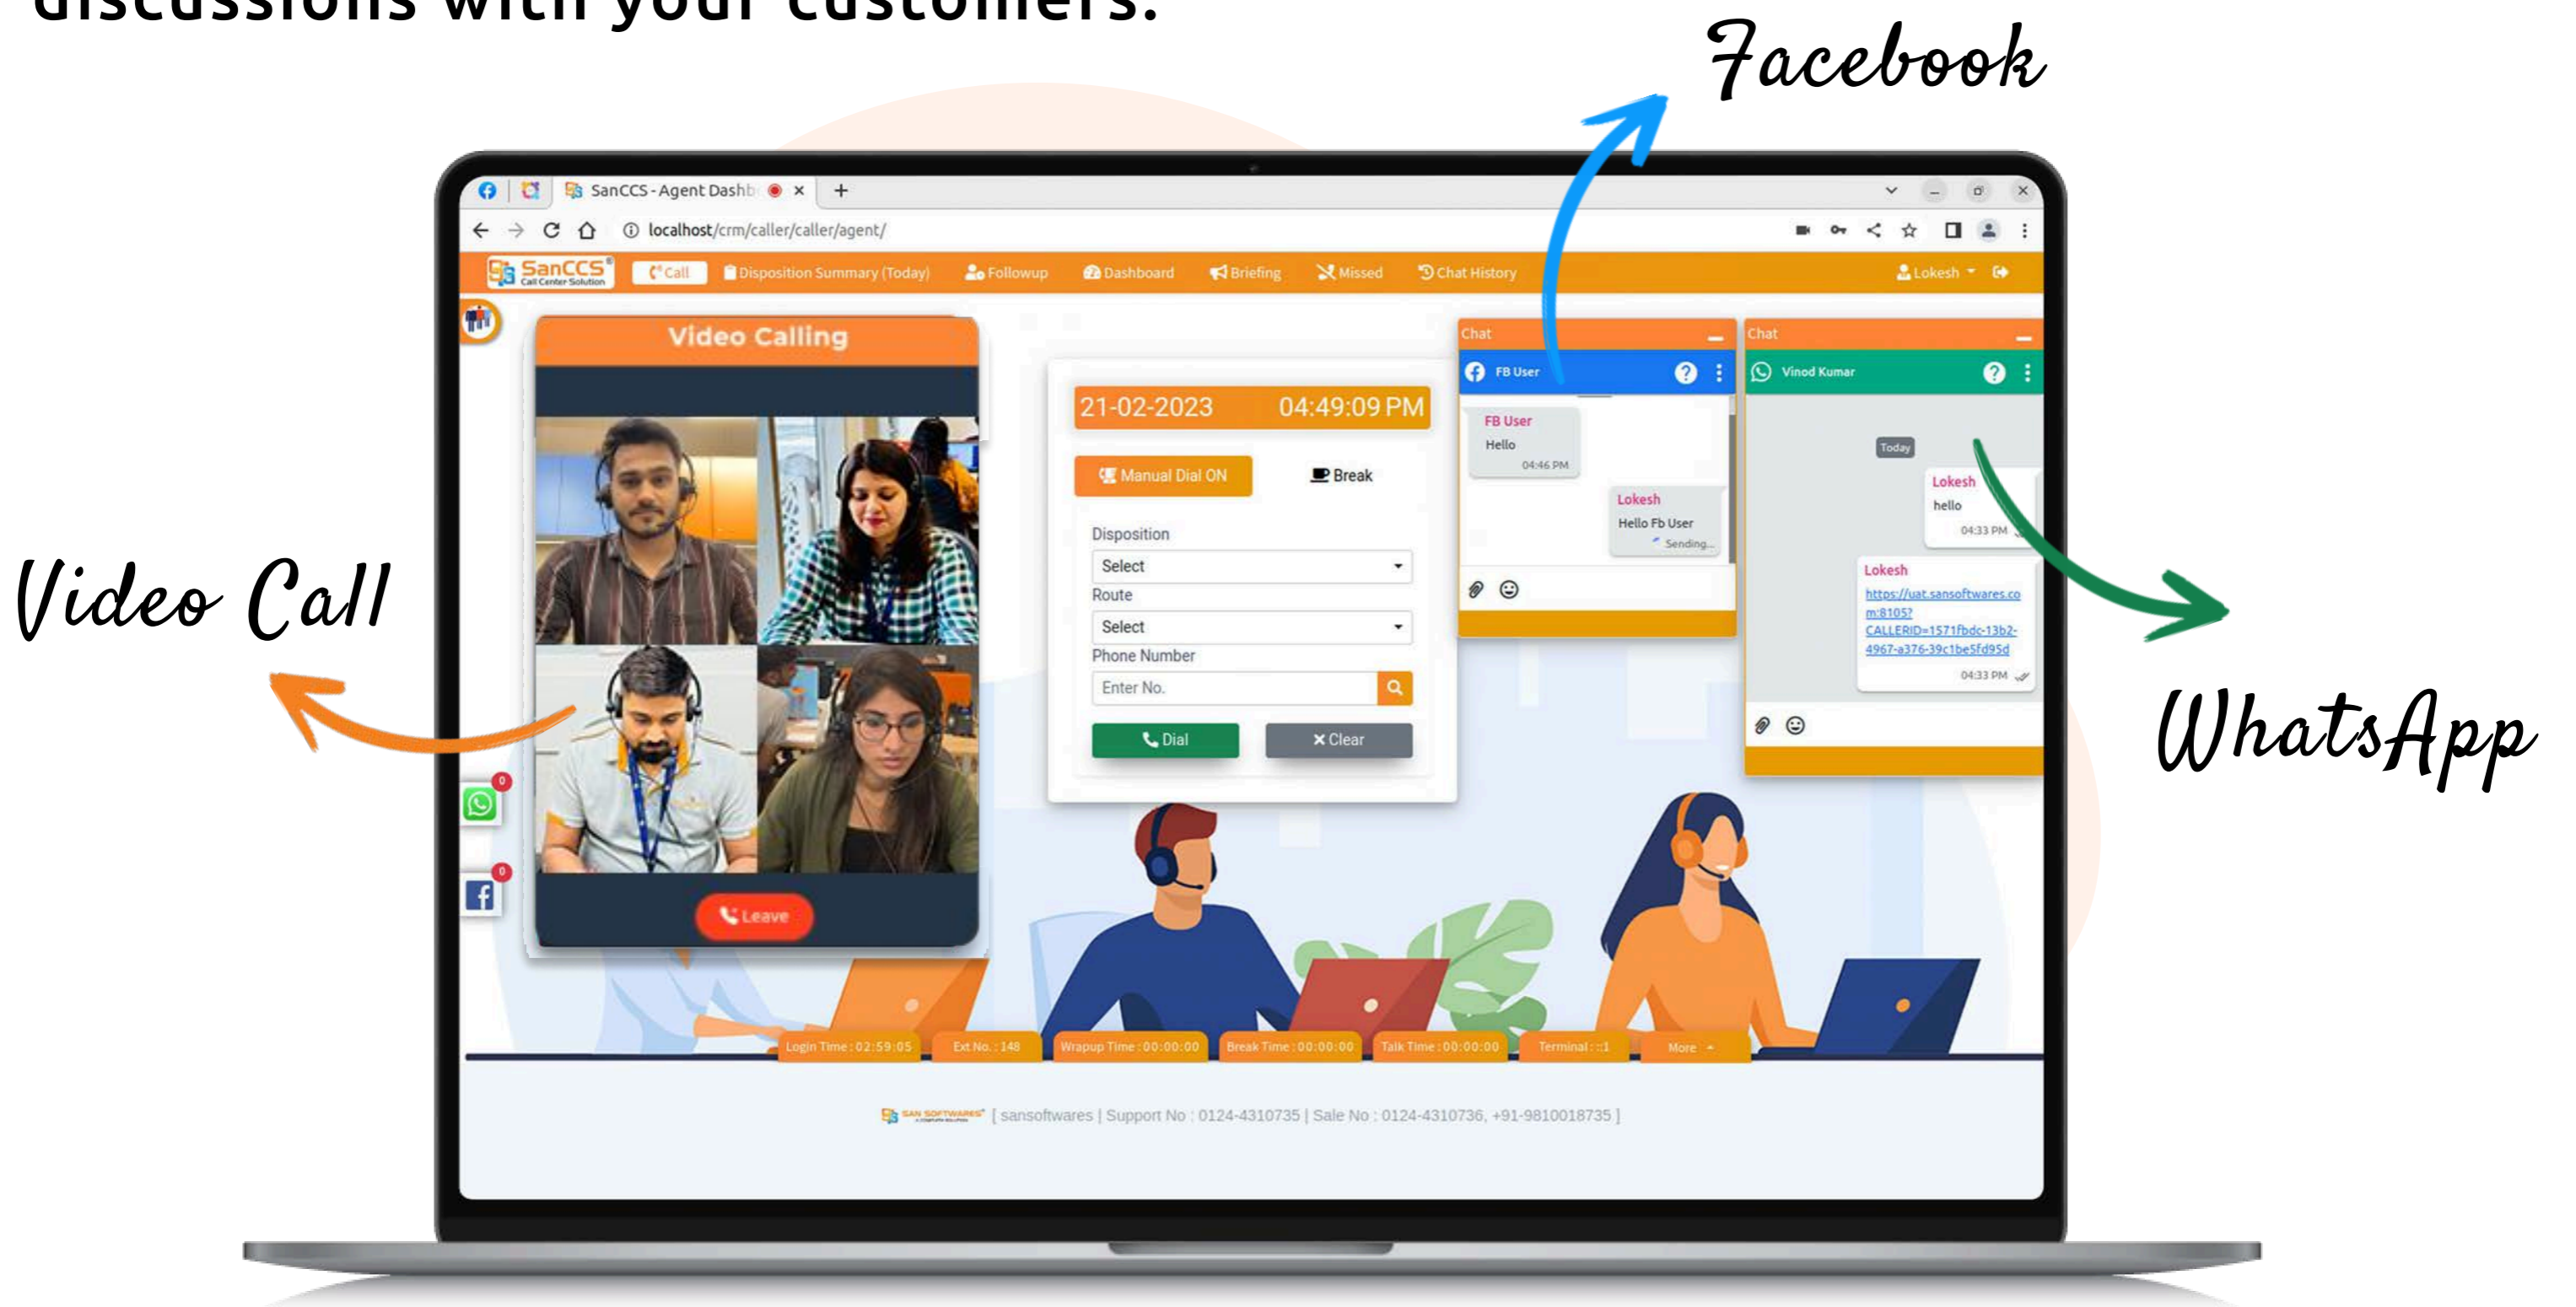 discussions with your customers.
Facebook
SanCCS - Agent Dashb
localhost/crm/caller/caller/agent/
SanCCS®
Call Center Solution
Call
Disposition Summary (Today)
Followup
Dashboard
Briefing
Missed
Chat History
Lokesh
Video Calling
Leave
Video Call
21-02-2023 04:49:09 PM
Manual Dial ON
Break
Disposition
Select
Route
Select
Phone Number
Enter No.
Dial
Clear
Chat
FB User
FB User
Hello
04:46 PM
Lokesh
Hello Fb User
Sending...
Chat
Vinod Kumar
Today
Lokesh
hello
04:33 PM
Lokesh
https://uat.sansoftwares.co
m:8105?
CALLERID=1571fbdc-13b2-
4967-a376-39c1be5fd95d
04:33 PM
WhatsApp
0
0
Login Time : 02:59:05
Ext.No. : 148
Wrapup Time : 00:00:00
Break Time : 00:00:00
Talk Time : 00:00:00
Terminal : ::1
More
SAN SOFTWARES
[ sansoftwares | Support No : 0124-4310735 | Sale No : 0124-4310736, +91-9810018735 ]